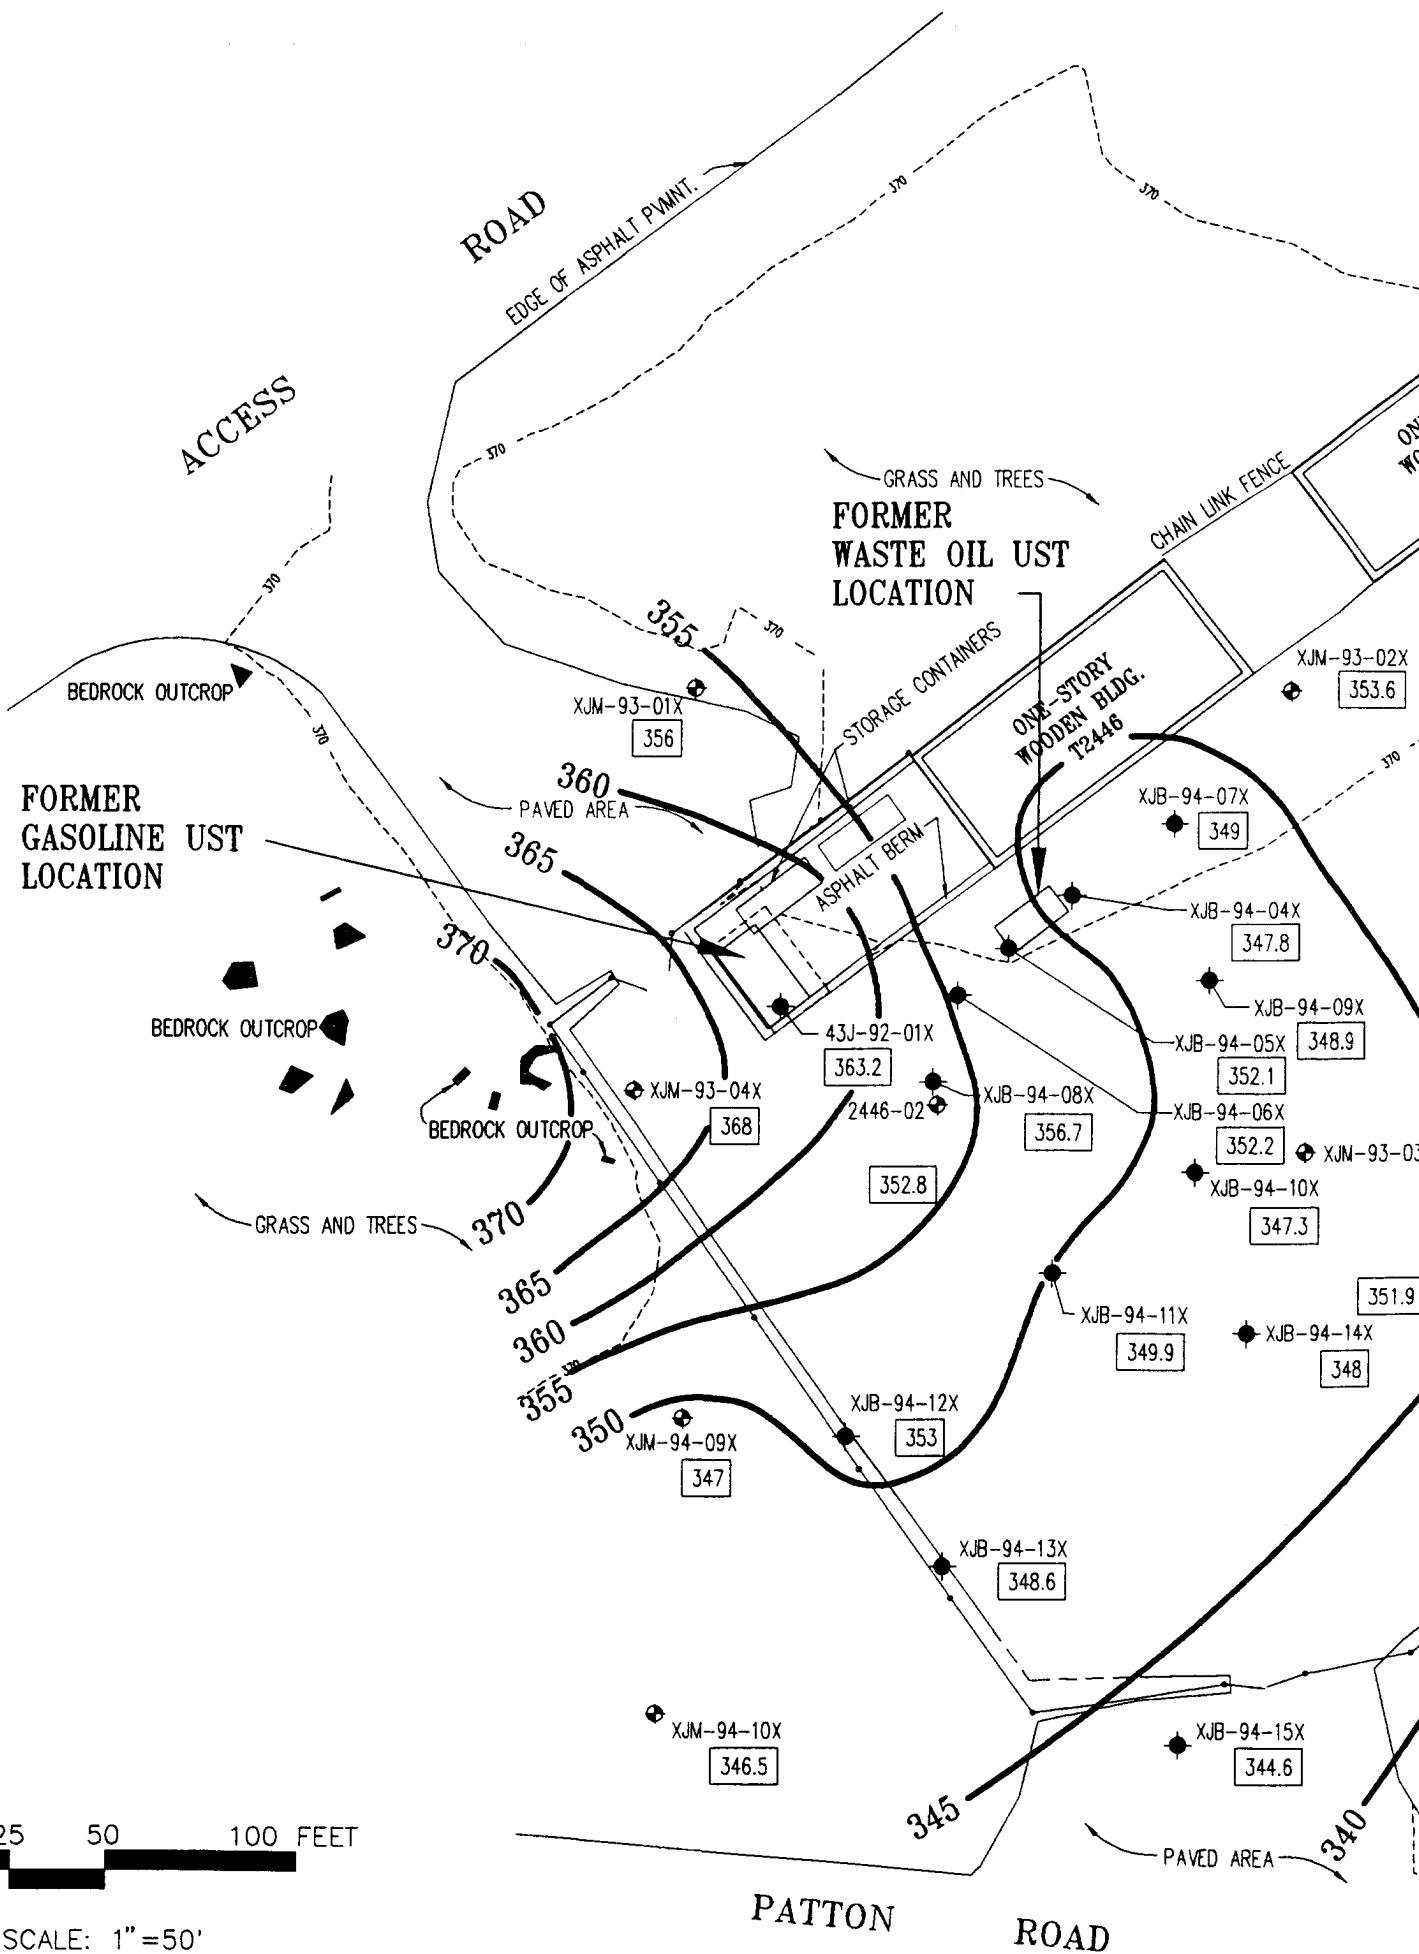 370
ROAD
EDGE OF ASPHALT PVMNT.
370
ACCESS
370
GRASS AND TREES
FORMER
WASTE OIL UST
LOCATION
CHAIN LINK FENCE
370
355
370
STORAGE CONTAINERS
ONE-STORY
WOODEN BLDG.
T2446
XJM-93-02X
353.6
BEDROCK OUTCROP
XJM-93-01X
356
370
370
360
PAVED AREA
FORMER
GASOLINE UST
LOCATION
XJB-94-07X
349
365
ASPHALT BERM
XJB-94-04X
347.8
370
BEDROCK OUTCROP
43J-92-01X
363.2
XJB-94-09X
348.9
XJB-94-05X
352.1
XJM-93-04X
368
XJB-94-08X
356.7
2446-02
XJB-94-06X
352.2
BEDROCK OUTCROP
XJM-93-03
352.8
XJB-94-10X
347.3
GRASS AND TREES
370
365
351.9
360
XJB-94-11X
349.9
XJB-94-14X
348
370
355
350
XJB-94-12X
353
XJM-94-09X
347
XJB-94-13X
348.6
XJM-94-10X
346.5
XJB-94-15X
344.6
345
340
25 50 100 FEET
PAVED AREA
PATTON ROAD
SCALE: 1"=50'